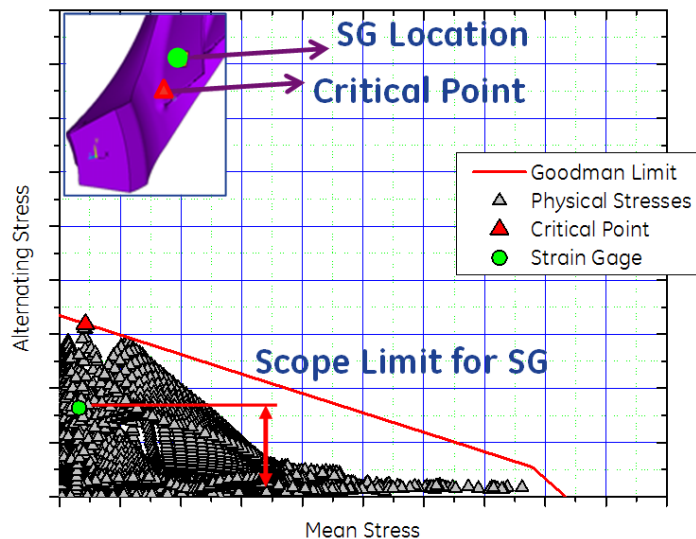 SG Location
Critical Point
Goodman Limit
Physical Stresses
Critical Point
Strain Gage
Alternating Stress
Scope Limit for SG
Mean Stress